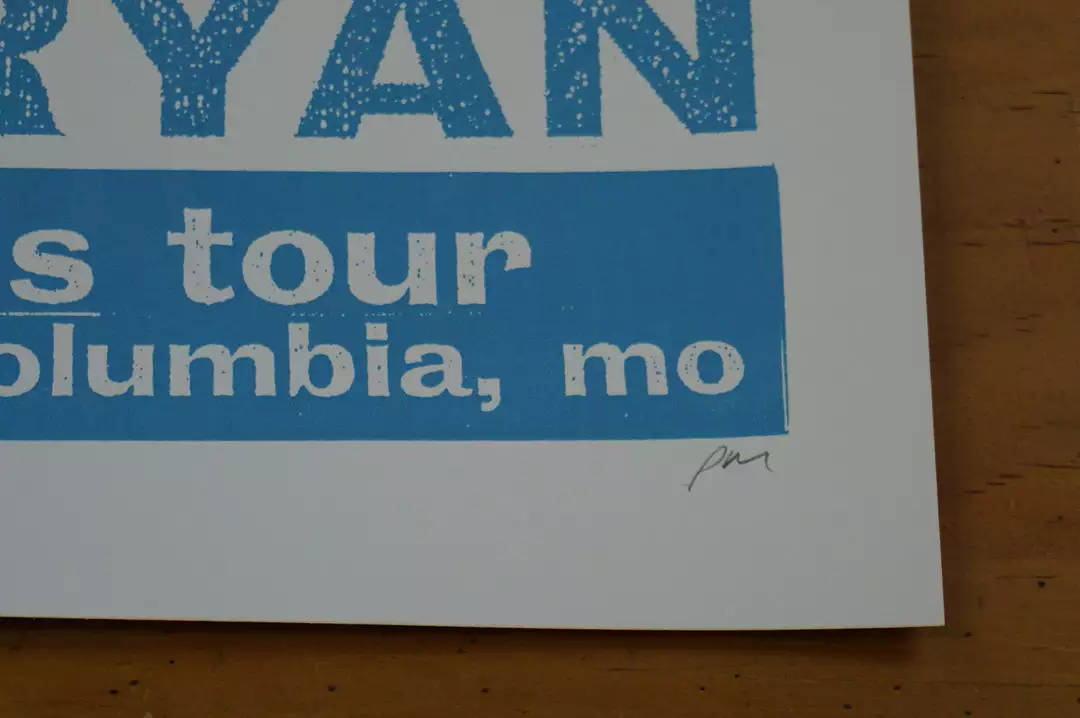 RYAN
s tour
olumbia, mo